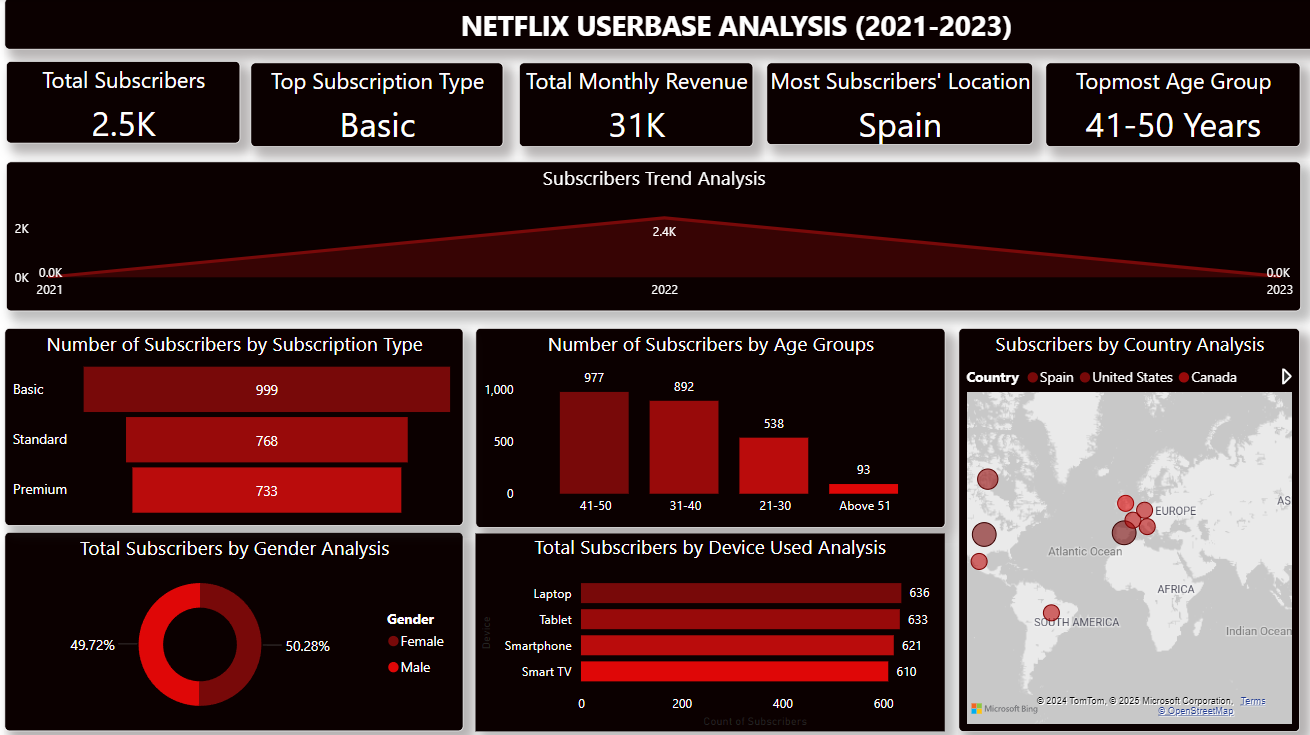 NETFLIX USERBASE ANALYSIS (2021-2023)
Total Subscribers
2.5K
Top Subscription Type
Basic
Total Monthly Revenue
31K
Most Subscribers' Location
Spain
Topmost Age Group
41-50 Years
Subscribers Trend Analysis
2K
0K
0.0K
2.4K
0.0K
2021
2022
2023
Number of Subscribers by Subscription Type
Basic
999
Standard
768
Premium
733
Number of Subscribers by Age Groups
1,000
500
0
977
892
538
93
41-50
31-40
21-30
Above 51
Subscribers by Country Analysis
Country Spain United States Canada
EUROPE
AS
Atlantic Ocean
AFRICA
SOUTH AMERICA
Indian Ocean
Microsoft Bing
© 2024 TomTom, © 2025 Microsoft Corporation, Terms
© OpenStreetMap
Total Subscribers by Gender Analysis
49.72%
50.28%
Gender
Female
Male
Total Subscribers by Device Used Analysis
Device
Laptop
636
Tablet
633
Smartphone
621
Smart TV
610
0
200
400
600
Count of Subscribers